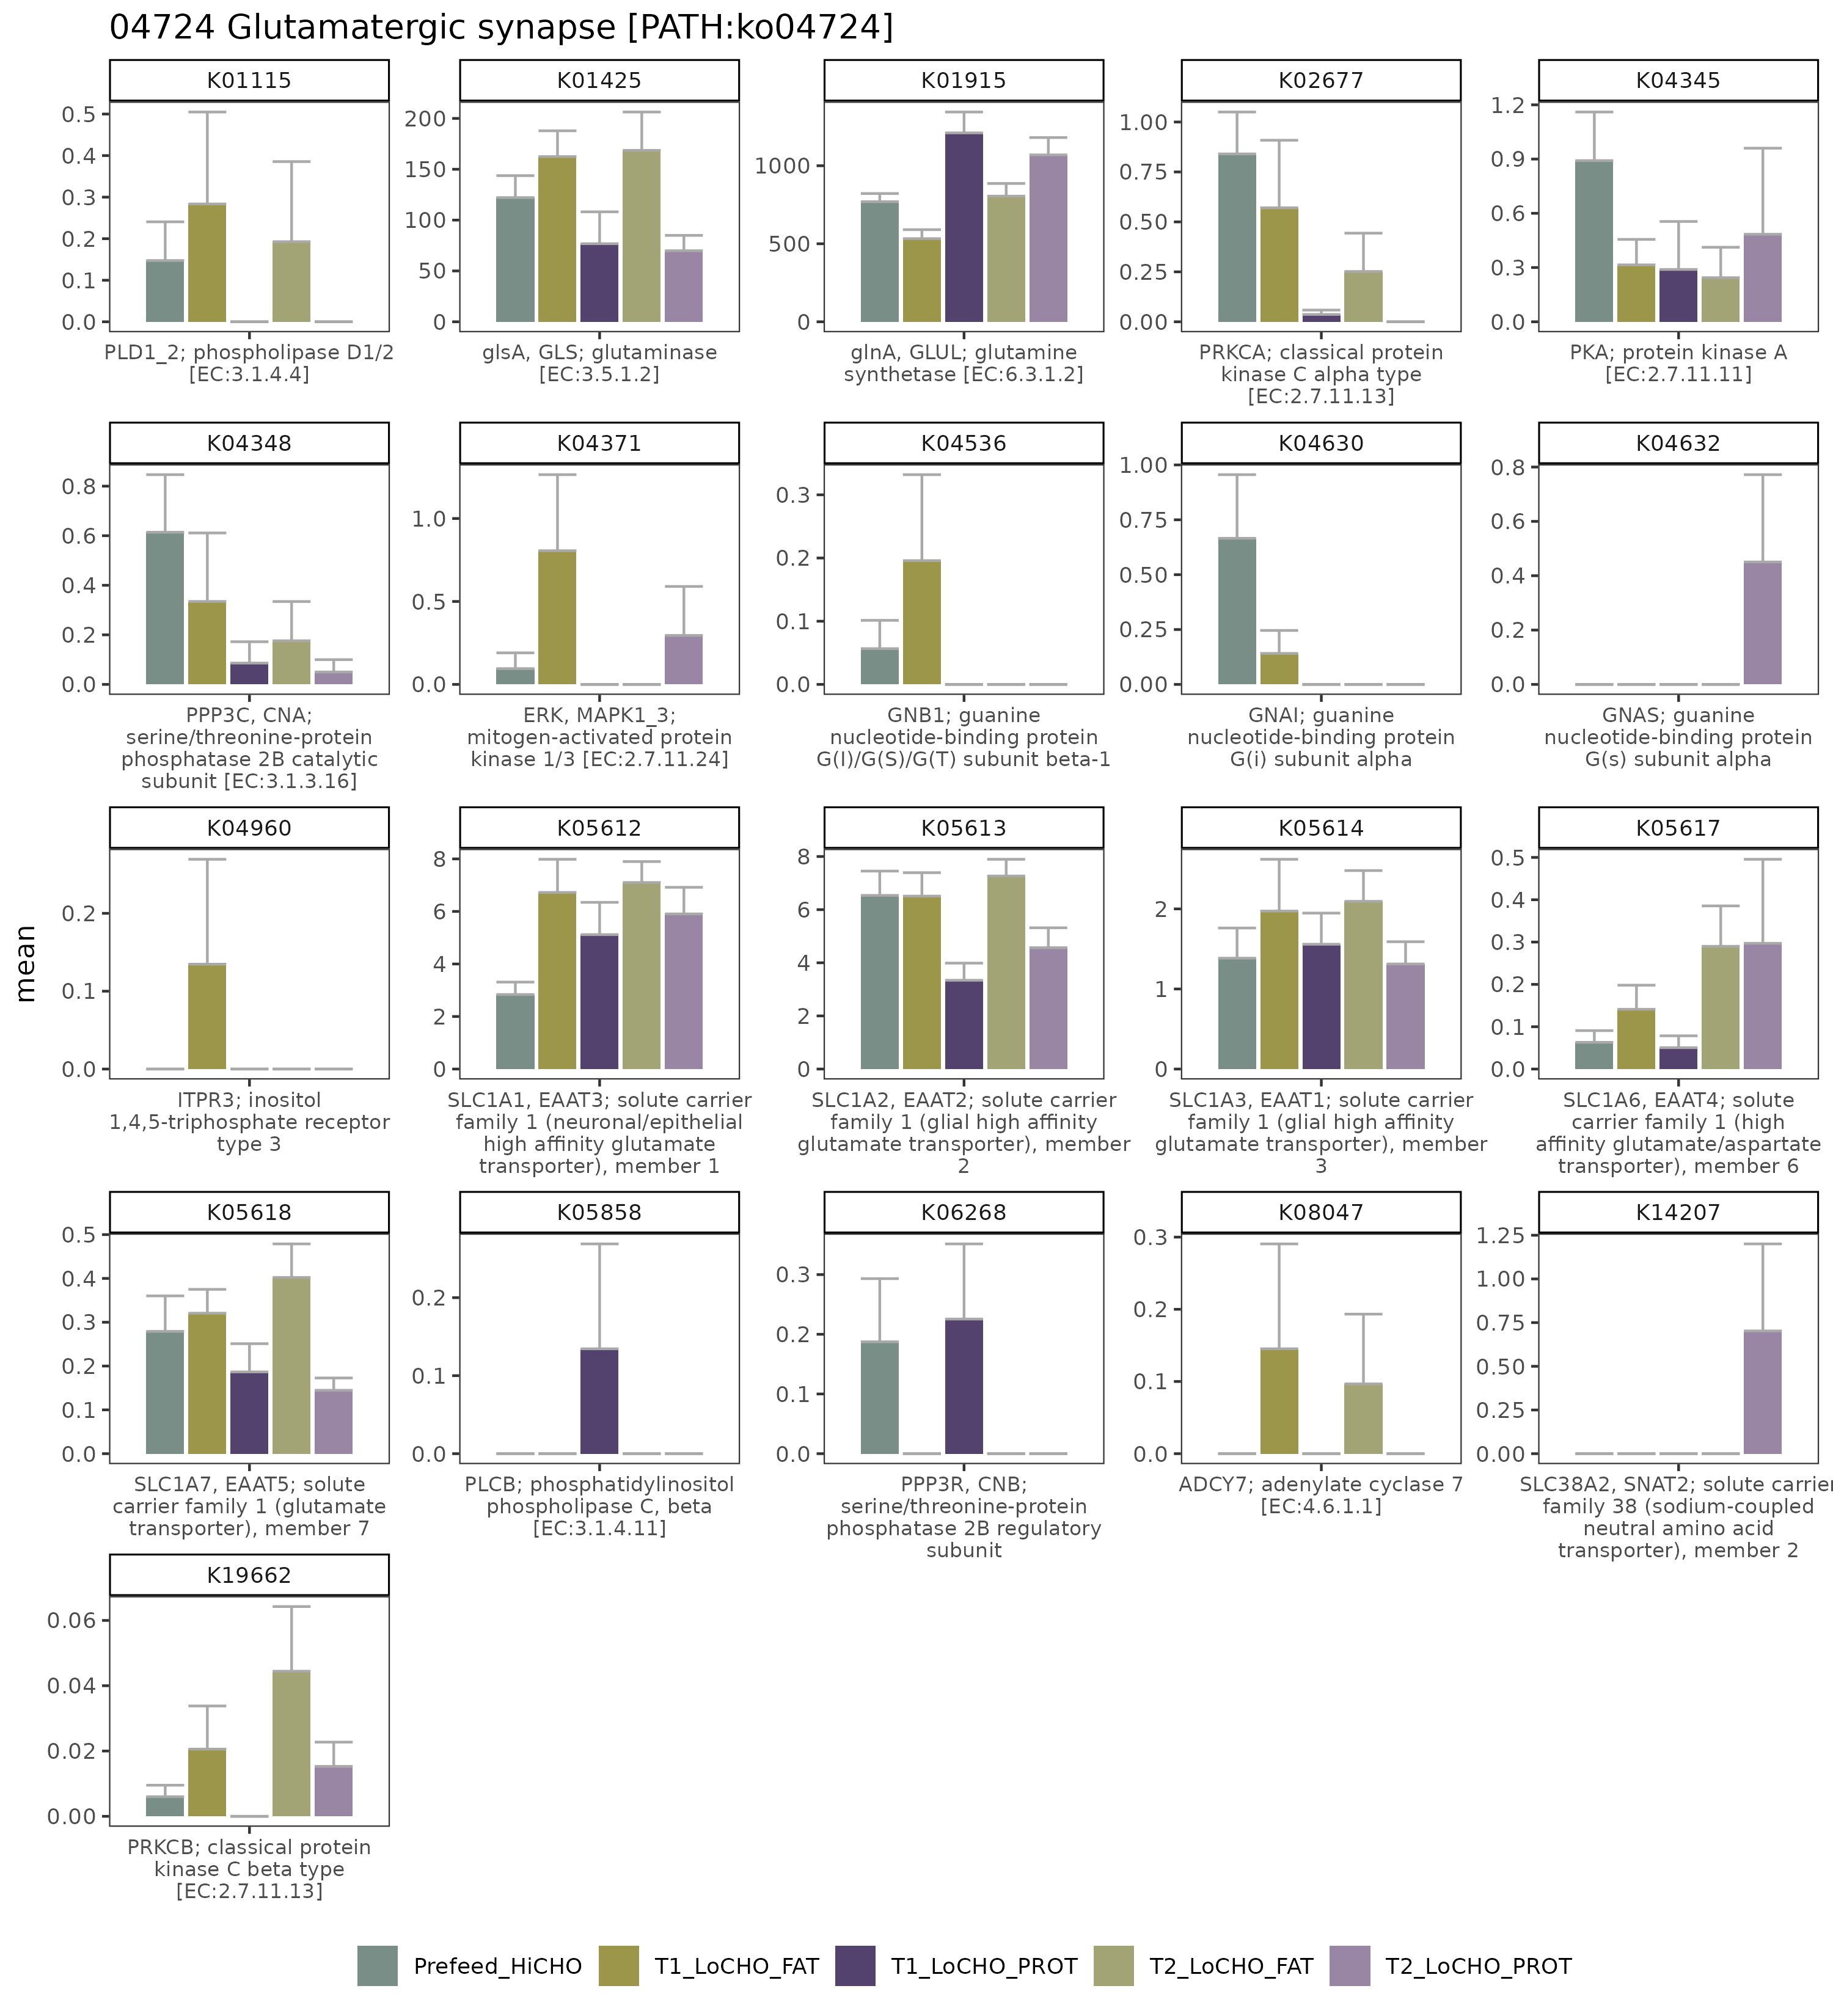 04724 Glutamatergic synapse [PATH:ko04724]
K01115 K01425 K01915 K02677 K04345
0.5
0.4
0.3
0.2
0.1
0.0
200
150
100
50
0
1000
500
0
1.00
0.75
0.50
0.25
0.00
1.2
0.9
0.6
0.3
0.0
PLD1_2; phospholipase D1/2
[EC:3.1.4.4]
glsA, GLS; glutaminase
[EC:3.5.1.2]
glnA, GLUL; glutamine
synthetase [EC:6.3.1.2]
PRKCA; classical protein
kinase C alpha type
[EC:2.7.11.13]
PKA; protein kinase A
[EC:2.7.11.11]
K04348 K04371 K04536 K04630 K04632
0.8
0.6
0.4
0.2
0.0
1.0
0.5
0.0
0.3
0.2
0.1
0.0
1.00
0.75
0.50
0.25
0.00
0.8
0.6
0.4
0.2
0.0
PPP3C, CNA;
serine/threonine-protein
phosphatase 2B catalytic
subunit [EC:3.1.3.16]
ERK, MAPK1_3;
mitogen-activated protein
kinase 1/3 [EC:2.7.11.24]
GNB1; guanine
nucleotide-binding protein
G(I)/G(S)/G(T) subunit beta-1
GNAI; guanine
nucleotide-binding protein
G(i) subunit alpha
GNAS; guanine
nucleotide-binding protein
G(s) subunit alpha
mean
K04960 K05612 K05613 K05614 K05617
0.2
0.1
0.0
8
6
4
2
0
8
6
4
2
0
2
1
0
0.5
0.4
0.3
0.2
0.1
0.0
ITPR3; inositol
1,4,5-triphosphate receptor
type 3
SLC1A1, EAAT3; solute carrier
family 1 (neuronal/epithelial
high affinity glutamate
transporter), member 1
SLC1A2, EAAT2; solute carrier
family 1 (glial high affinity
glutamate transporter), member
2
SLC1A3, EAAT1; solute carrier
family 1 (glial high affinity
glutamate transporter), member
3
SLC1A6, EAAT4; solute
carrier family 1 (high
affinity glutamate/aspartate
transporter), member 6
K05618 K05858 K06268 K08047 K14207
0.5
0.4
0.3
0.2
0.1
0.0
0.2
0.1
0.0
0.3
0.2
0.1
0.0
0.3
0.2
0.1
0.0
1.25
1.00
0.75
0.50
0.25
0.00
SLC1A7, EAAT5; solute
carrier family 1 (glutamate
transporter), member 7
PLCB; phosphatidylinositol
phospholipase C, beta
[EC:3.1.4.11]
PPP3R, CNB;
serine/threonine-protein
phosphatase 2B regulatory
subunit
ADCY7; adenylate cyclase 7
[EC:4.6.1.1]
SLC38A2, SNAT2; solute carrier
family 38 (sodium-coupled
neutral amino acid
transporter), member 2
K19662
0.06
0.04
0.02
0.00
PRKCB; classical protein
kinase C beta type
[EC:2.7.11.13]
Prefeed_HiCHO T1_LoCHO_FAT T1_LoCHO_PROT T2_LoCHO_FAT T2_LoCHO_PROT